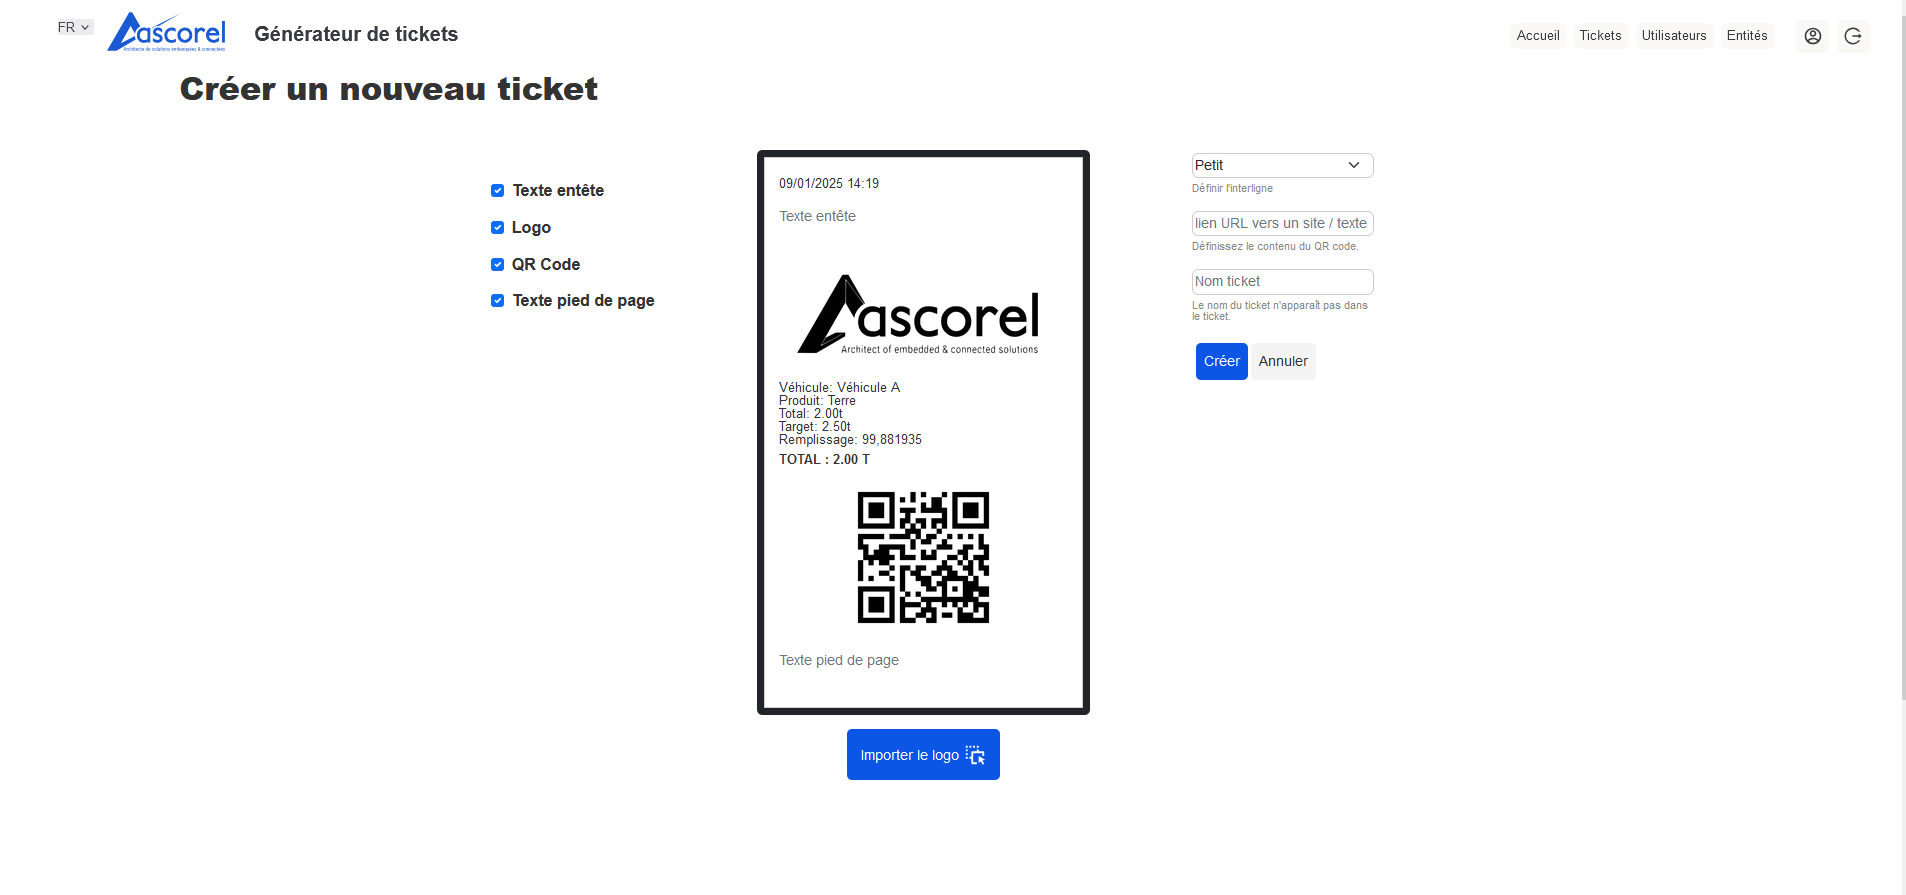 FR
ascorel
Architecte de solutions embarquées & connectées
Générateur de tickets
Accueil
Tickets
Utilisateurs
Entités
Créer un nouveau ticket
Texte entête
Logo
QR Code
Texte pied de page
09/01/2025 14:19
Texte entête
ascorel
Architect of embedded & connected solutions
Véhicule: Véhicule A
Produit: Terre
Total: 2.00t
Target: 2.50t
Remplissage: 99,881935
TOTAL : 2.00 T
Texte pied de page
Importer le logo
Petit
Définir l'interligne
lien URL vers un site / texte
Définissez le contenu du QR code.
Nom ticket
Le nom du ticket n'apparaît pas dans
le ticket.
Créer
Annuler